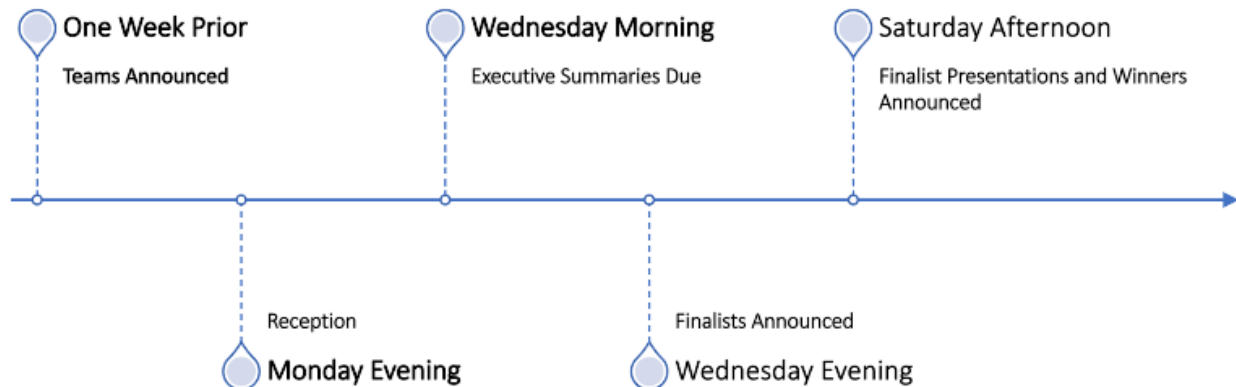 One Week Prior
Teams Announced
Wednesday Morning
Executive Summaries Due
Saturday Afternoon
Finalist Presentations and Winners
Announced
Reception
Monday Evening
Finalists Announced
Wednesday Evening